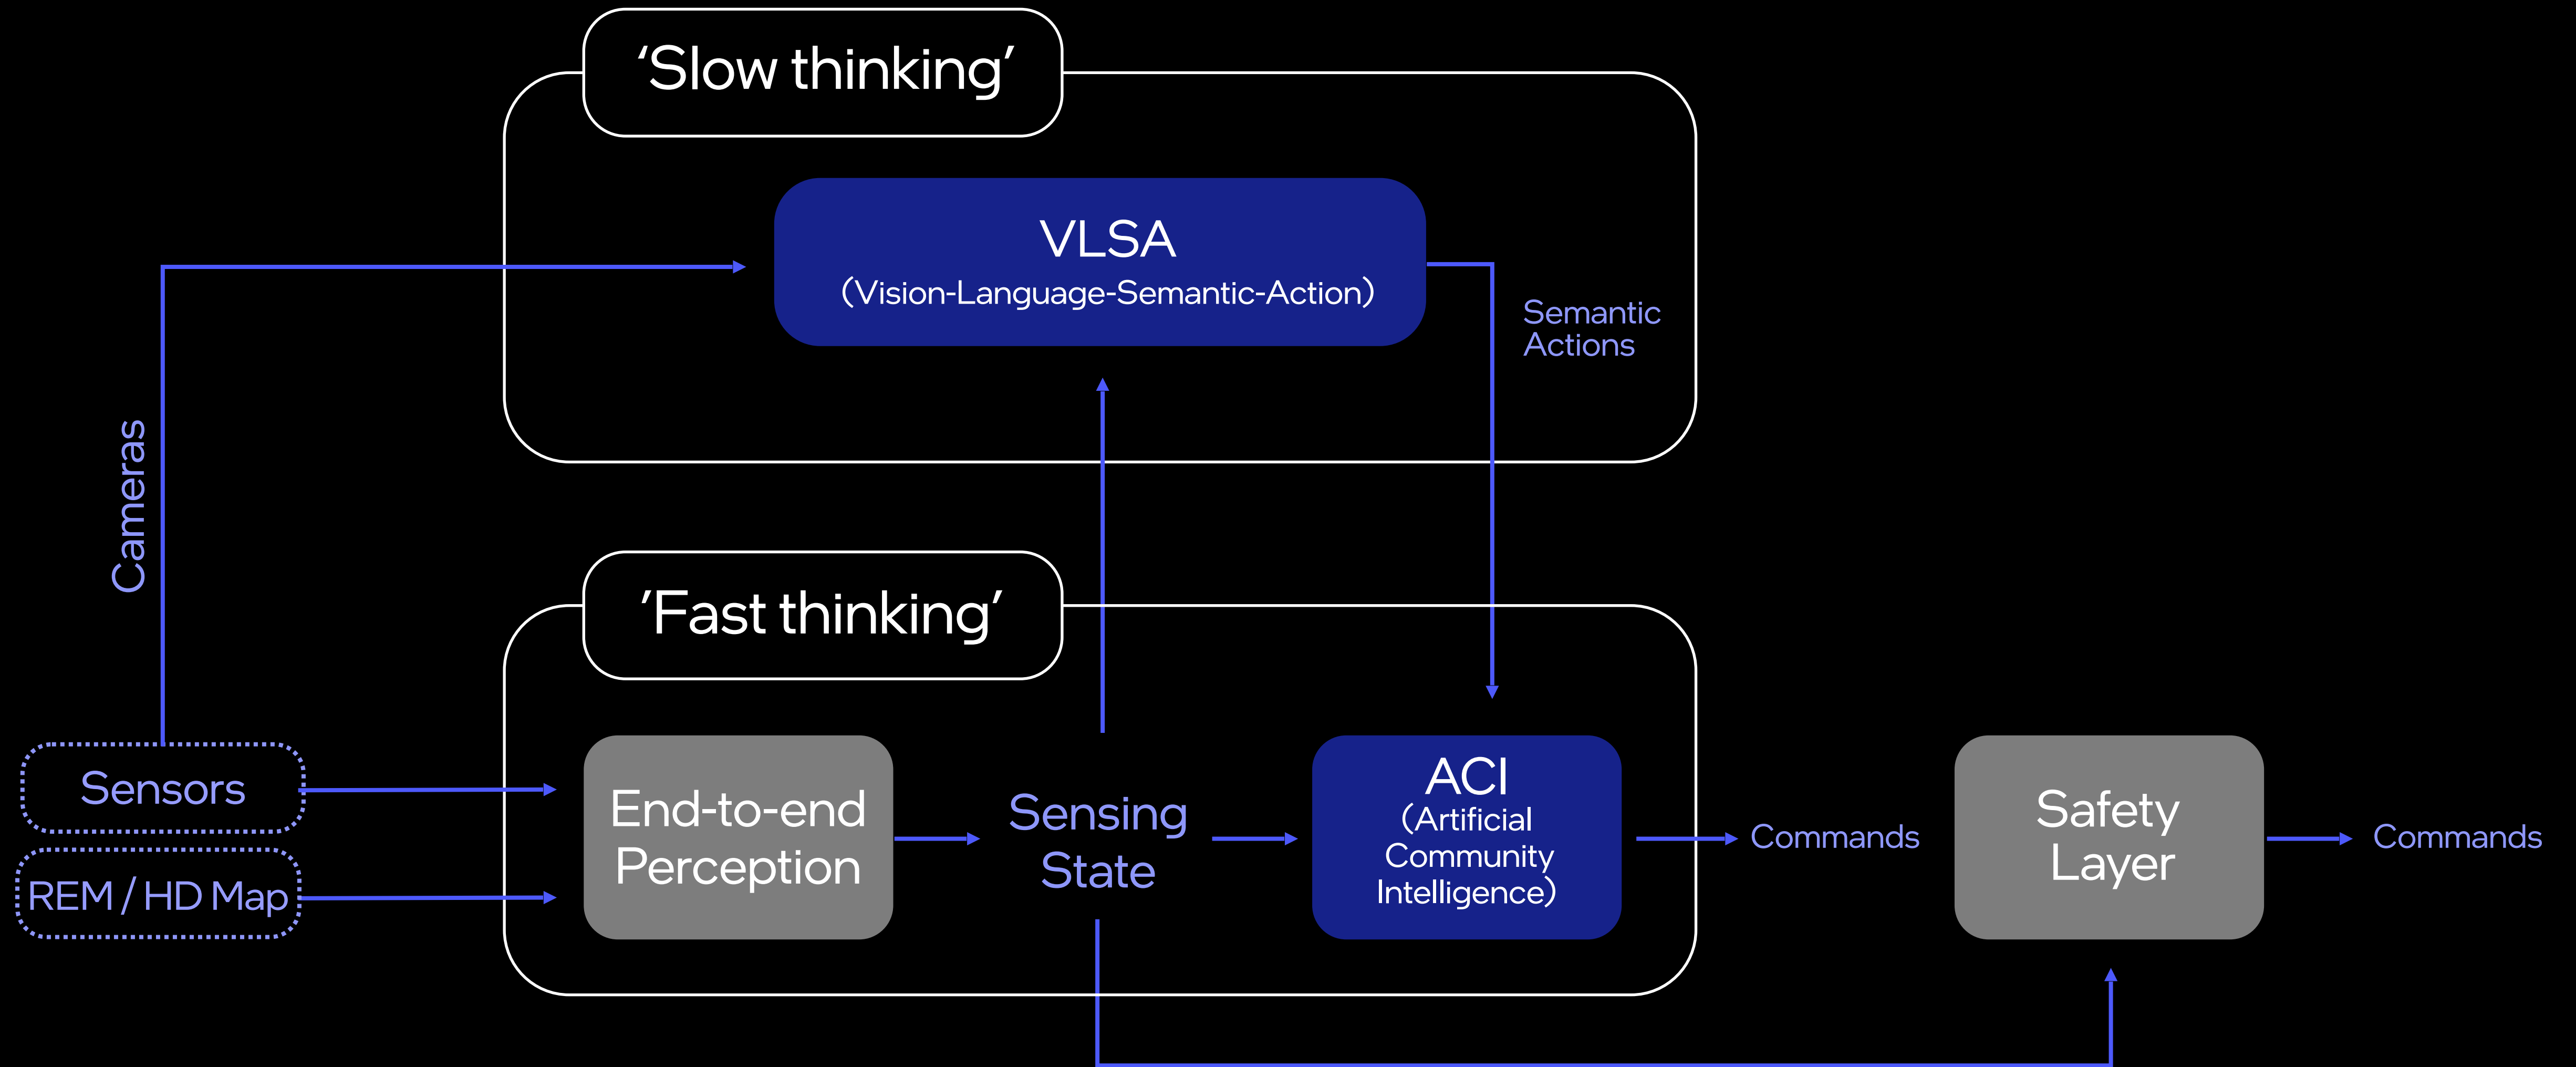 ‘Slow thinking’
VLSA
(Vision-Language-Semantic-Action)
Semantic
Actions
Cameras
’Fast thinking’
Sensors
REM / HD Map
End-to-end
Perception
Sensing
State
ACI
(Artificial
Community
Intelligence)
Commands
Safety
Layer
Commands